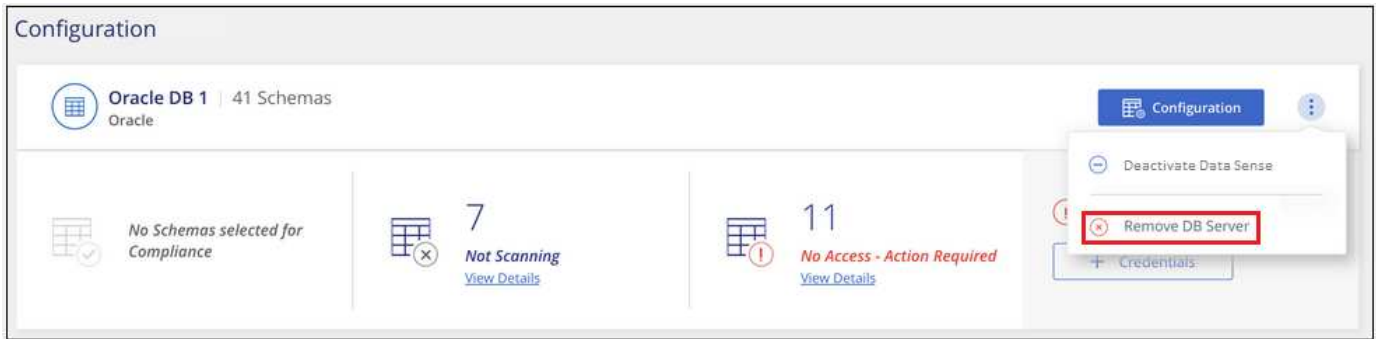 Configuration
Oracle DB 1 | 41 Schemas
Oracle
Configuration
Deactivate Data Sense
Remove DB Server
No Schemas selected for
Compliance
7
Not Scanning
View Details
11
No Access - Action Required
View Details
+ Credentials